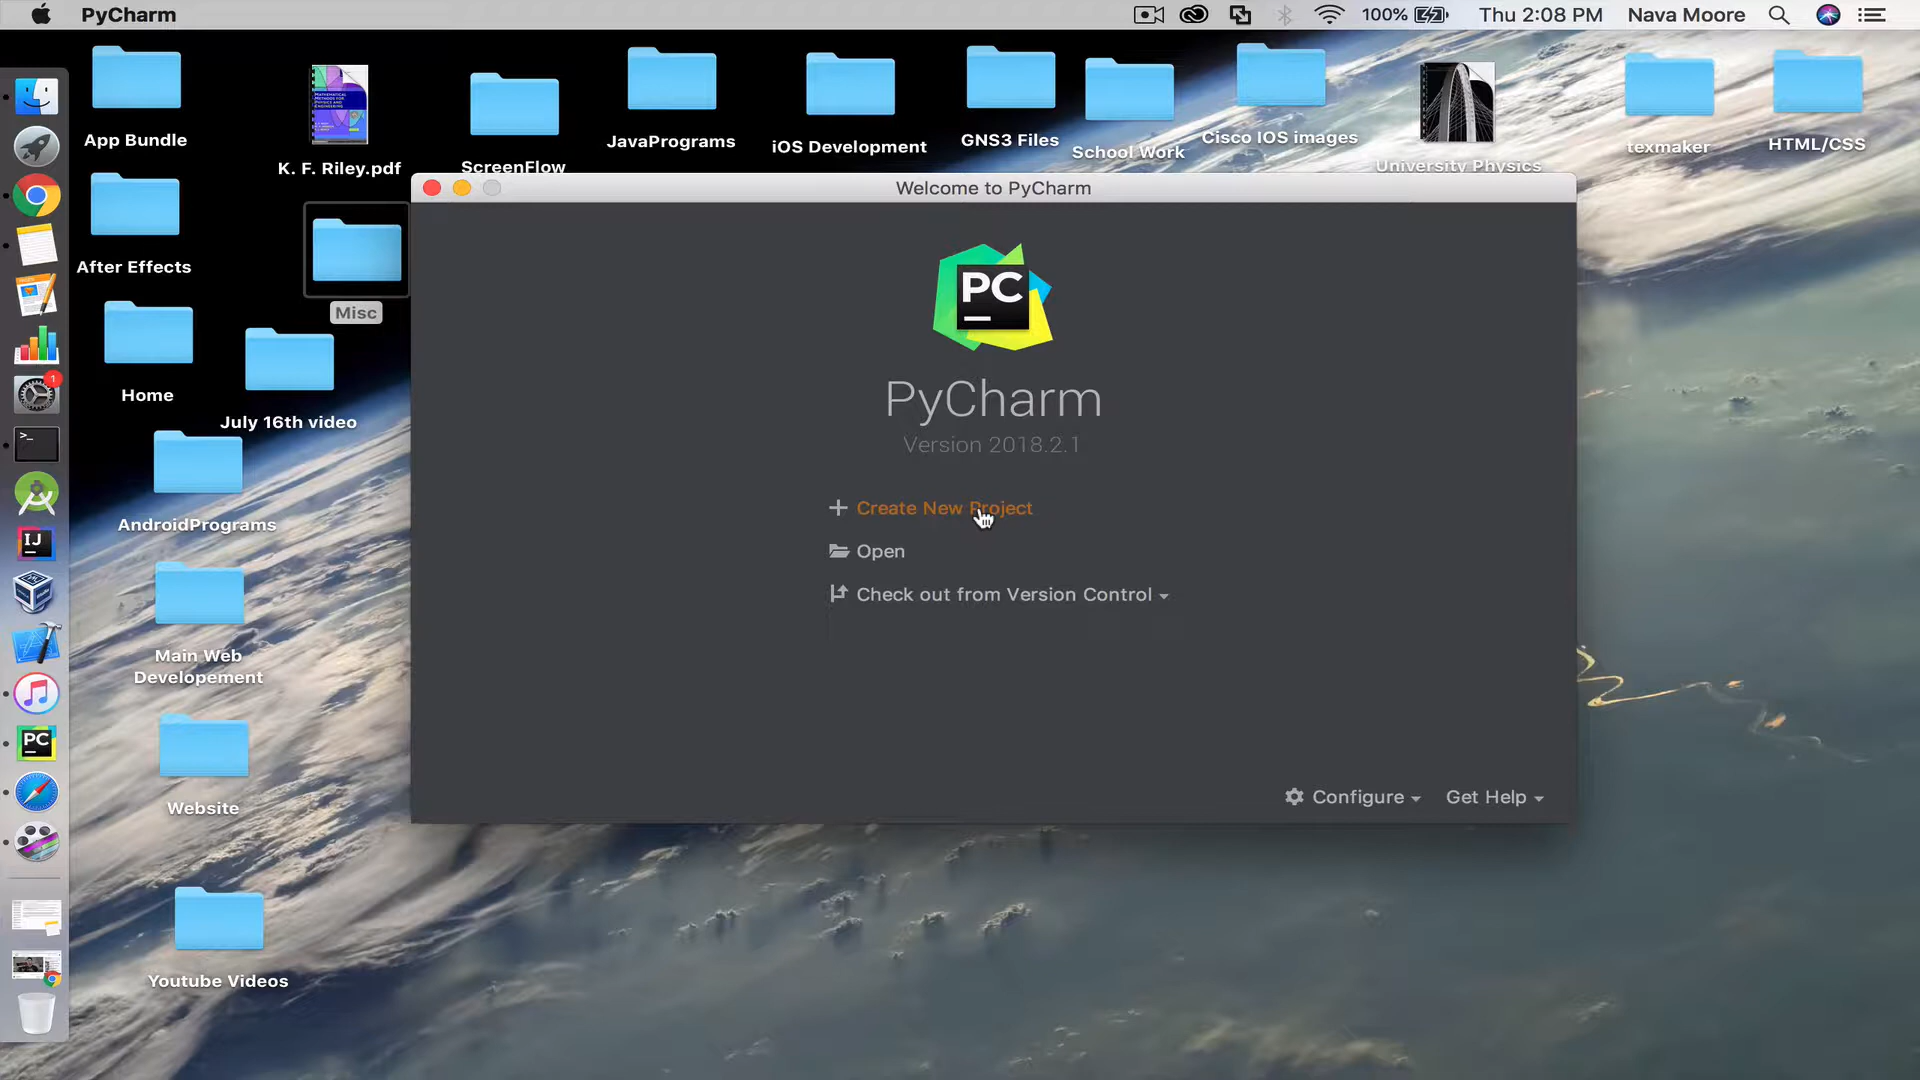 PyCharm
100%
Thu 2:08 PM
Nava Moore
App Bundle
K. F. Riley.pdf
ScreenFlow
JavaPrograms
iOS Development
GNS3 Files
School Work
Cisco IOS images
University Physics
texmaker
HTML/CSS
After Effects
Misc
Home
July 16th video
AndroidPrograms
Main Web
Developement
Website
Youtube Videos
Welcome to PyCharm
PC
PyCharm
Version 2018.2.1
Create New Project
Open
Check out from Version Control
Configure
Get Help
1
>_
IJ
PC